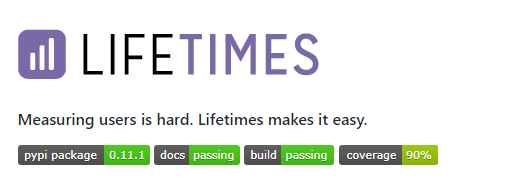 LIFETIMES
Measuring users is hard. Lifetimes makes it easy.
pypi package 0.11.1 docs passing build passing coverage 90%